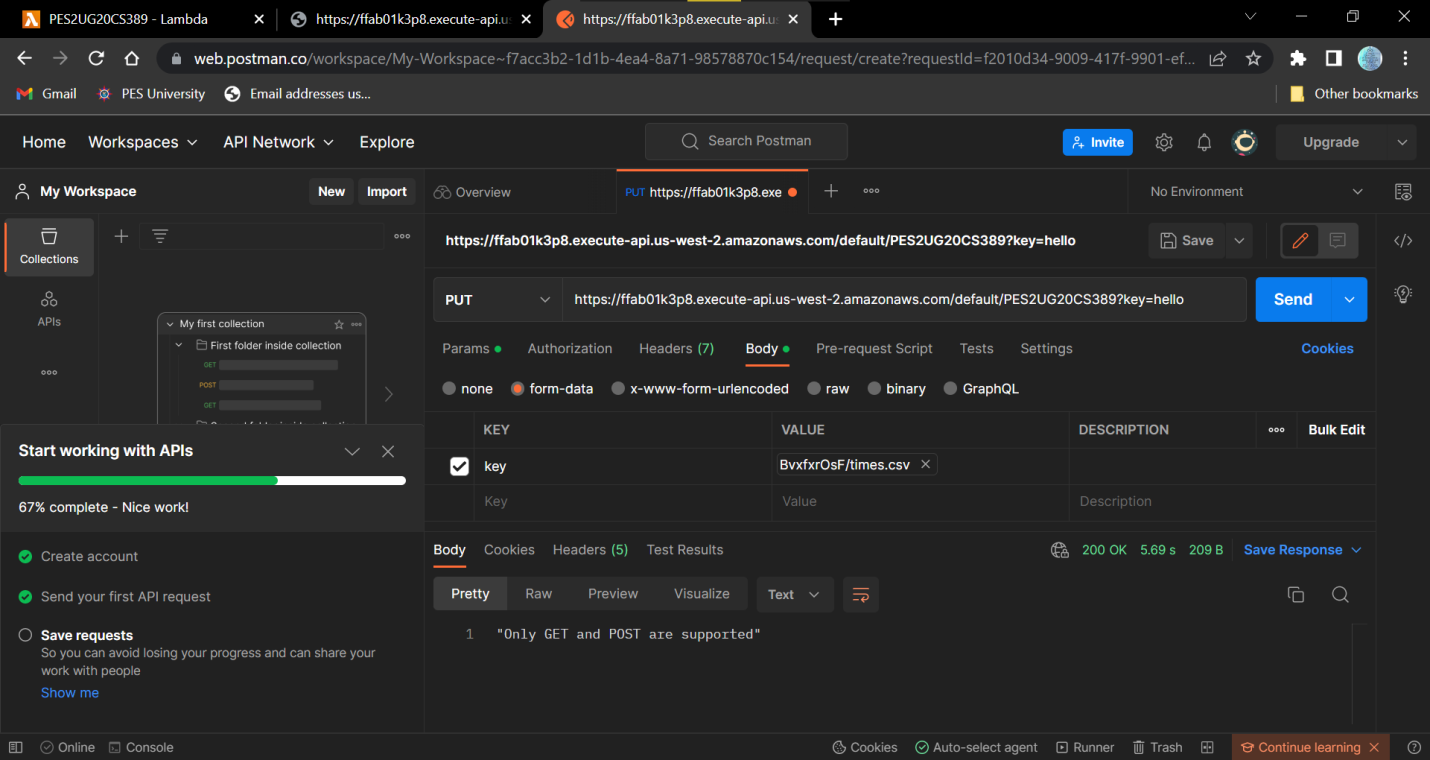 PES2UG20CS389 - Lambda
https://ffab01k3p8.execute-api.us
https://ffab01k3p8.execute-api.us
web.postman.co/workspace/My-Workspace~f7acc3b2-1d1b-4ea4-8a71-98578870c154/request/create?requestId=f2010d34-9009-417f-9901-ef...
Gmail
PES University
Email addresses us...
Other bookmarks
Home
Workspaces
API Network
Explore
Search Postman
Invite
Upgrade
My Workspace
New
Import
Overview
PUT https://ffab01k3p8.exe
No Environment
Collections
APIs
My first collection
First folder inside collection
GET
POST
GET
https://ffab01k3p8.execute-api.us-west-2.amazonaws.com/default/PES2UG20CS389?key=hello
Save
PUT
https://ffab01k3p8.execute-api.us-west-2.amazonaws.com/default/PES2UG20CS389?key=hello
Send
Params
Authorization
Headers (7)
Body
Pre-request Script
Tests
Settings
Cookies
none
form-data
x-www-form-urlencoded
raw
binary
GraphQL
KEY
VALUE
DESCRIPTION
Bulk Edit
key
BvxfxrOsF/times.csv
Key
Value
Description
Start working with APIs
67% complete - Nice work!
Create account
Send your first API request
Save requests
So you can avoid losing your progress and can share your
work with people
Show me
Body
Cookies
Headers (5)
Test Results
200 OK
5.69 s
209 B
Save Response
Pretty
Raw
Preview
Visualize
Text
1 "Only GET and POST are supported"
Online
Console
Cookies
Auto-select agent
Runner
Trash
Continue learning